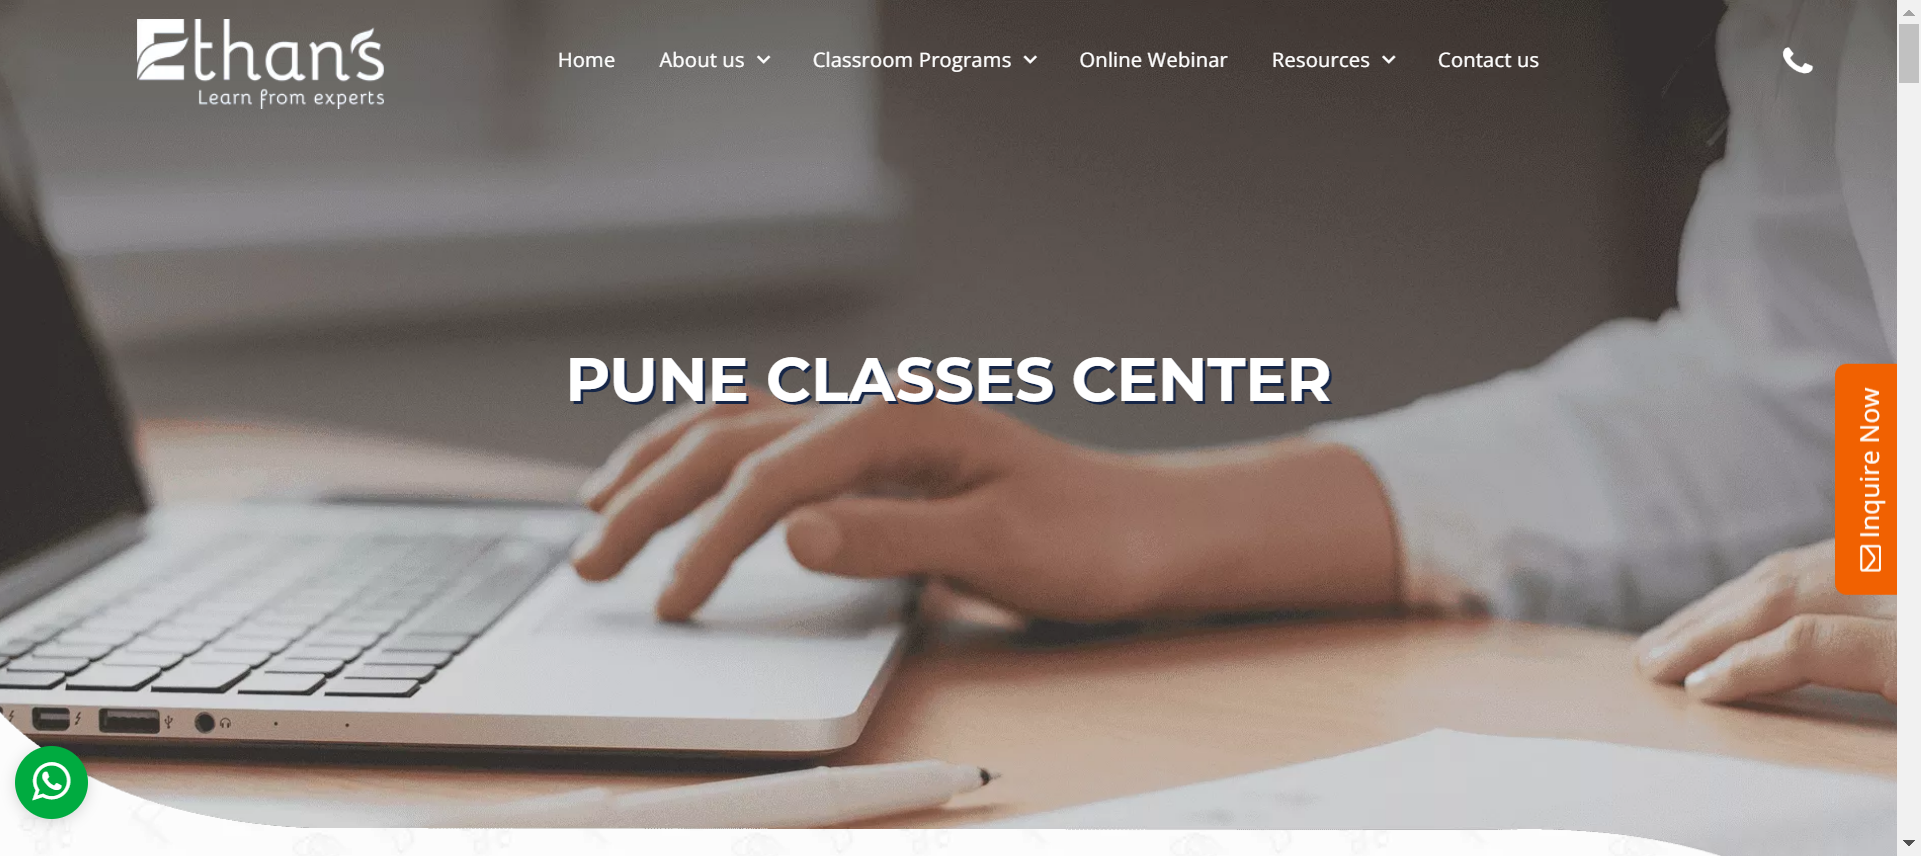 Ethan's
Learn from experts
Home
About us
Classroom Programs
Online Webinar
Resources
Contact us
PUNE CLASSES CENTER
Inquire Now